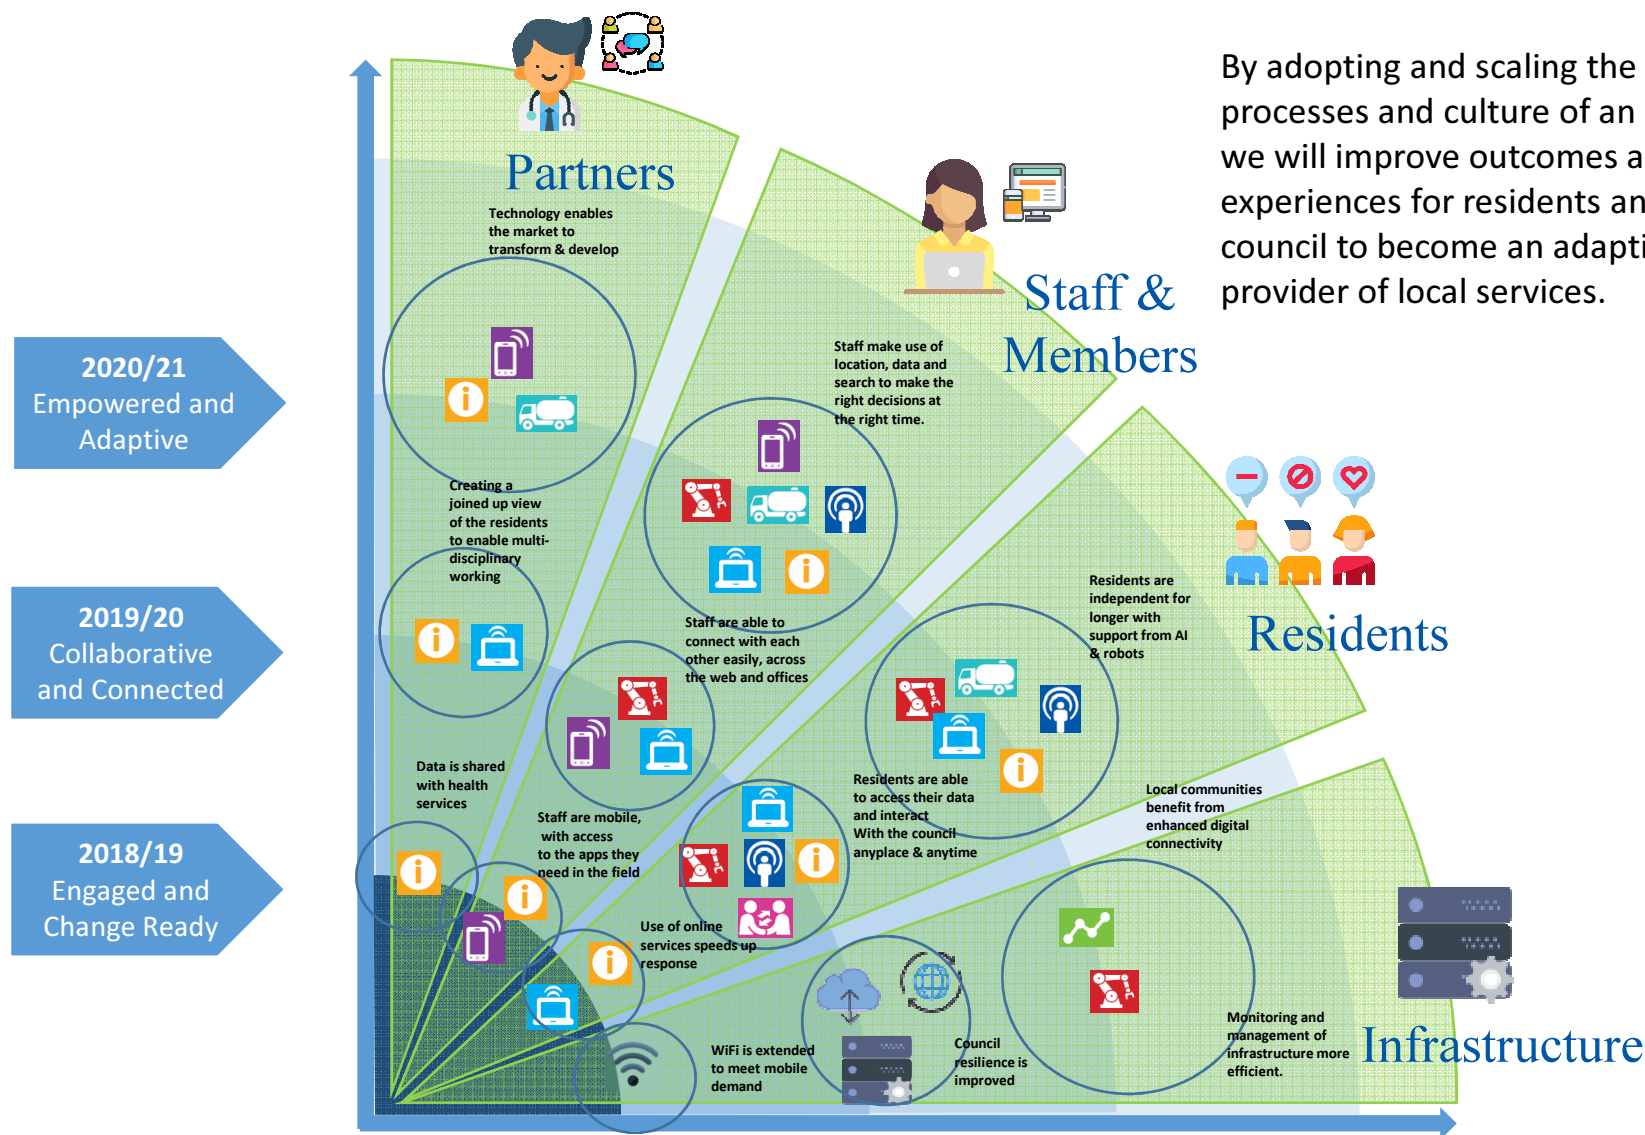 By adopting and scaling the
processes and culture of an
we will improve outcomes a
experiences for residents an
council to become an adapti
provider of local services.
Partners
Technology enables
the market to
transform & develop
Staff &
Members
Staff make use of
location, data and
search to make the
right decisions at
the right time.
2020/21
Empowered and
Adaptive
Creating a
joined up view
of the residents
to enable multi-
disciplinary
working
Residents are
independent for
longer with
support from AI
& robots
Residents
2019/20
Collaborative
and Connected
Staff are able to
connect with each
other easily, across
the web and offices
Data is shared
with health
services
Residents are able
to access their data
and interact
With the council
anyplace & anytime
Local communities
benefit from
enhanced digital
connectivity
2018/19
Engaged and
Change Ready
Staff are mobile,
with access
to the apps they
need in the field
Use of online
services speeds up
response
WiFi is extended
to meet mobile
demand
Council
resilience is
improved
Monitoring and
management of
infrastructure more
efficient.
Infrastructure